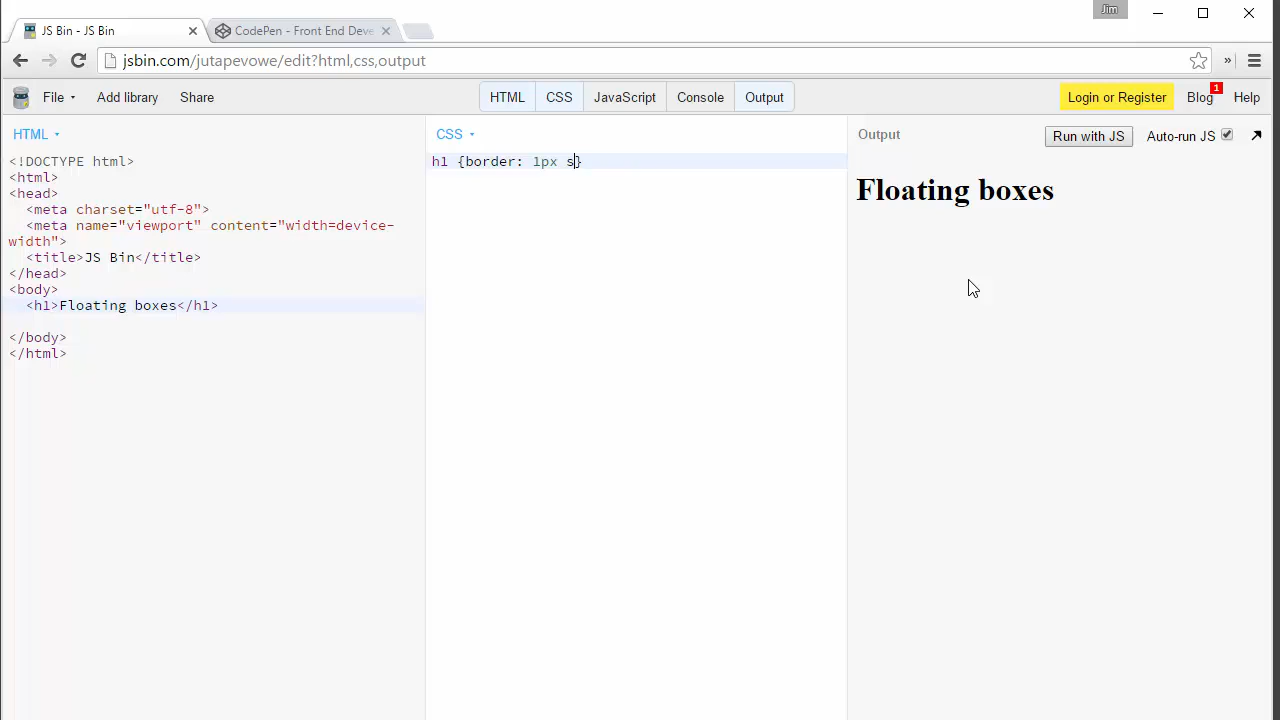 Jim
JS Bin - JS Bin
CodePen - Front End Deve
jsbin.com/jutapevowe/edit?html,css,output
File
Add library
Share
HTML
CSS
JavaScript
Console
Output
Login or Register
Blog
1
Help
HTML
<!DOCTYPE html>
<html>
<head>
  <meta charset="utf-8">
  <meta name="viewport" content="width=device-
width">
  <title>JS Bin</title>
</head>
<body>
  <h1>Floating boxes</h1>
</body>
</html>
CSS
h1 {border: 1px s}
Output
Run with JS
Auto-run JS
Floating boxes